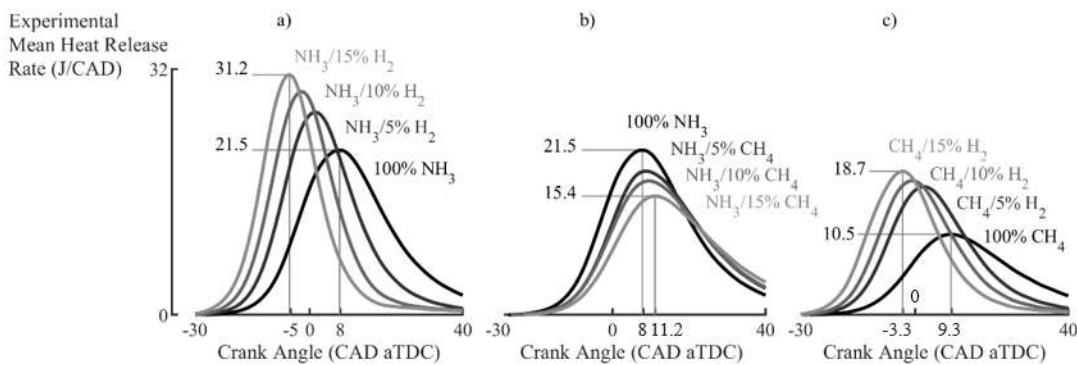 Experimental
Mean Heat Release
Rate (J/CAD)
a)
32
31.2
21.5
0
NH3/15% H2
NH3/10% H2
NH3/5% H2
100% NH3
-30
-5
0
8
40
Crank Angle (CAD aTDC)
b)
21.5
15.4
100% NH3
NH3/5% CH4
NH3/10% CH4
NH3/15% CH4
-30
0
8
11.2
40
Crank Angle (CAD aTDC)
c)
18.7
10.5
CH4/15% H2
CH4/10% H2
CH4/5% H2
100% CH4
0
-30
-3.3
9.3
40
Crank Angle (CAD aTDC)